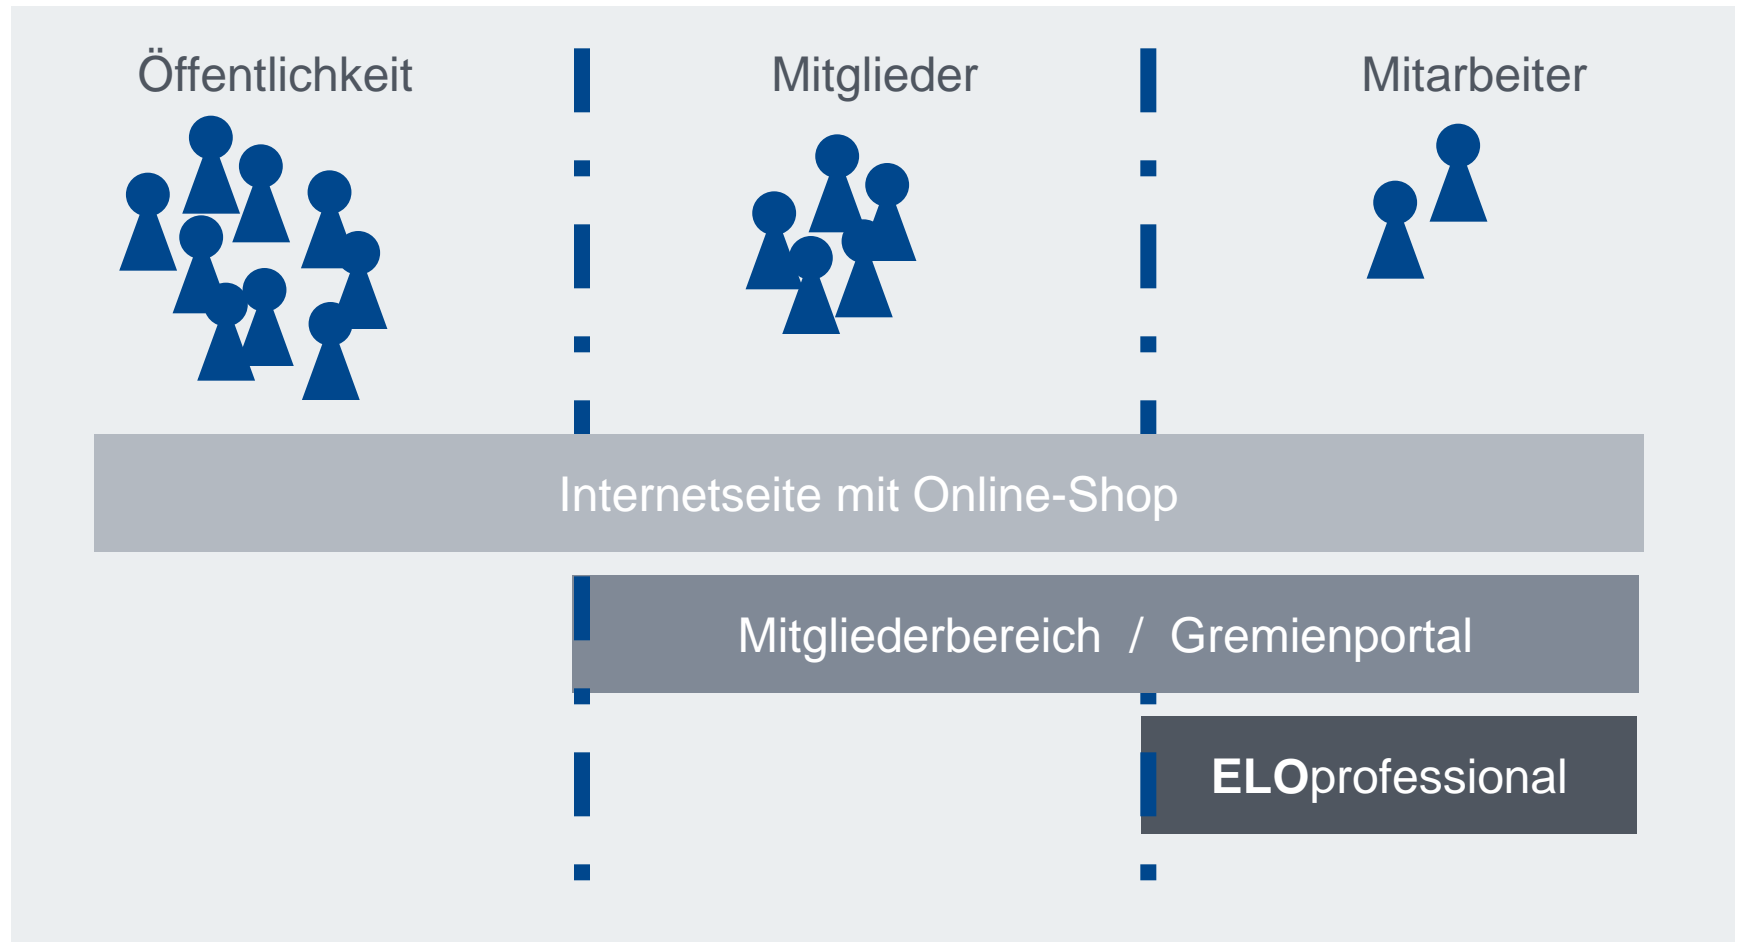 Öffentlichkeit
Mitglieder
Mitarbeiter
Internetseite mit Online-Shop
Mitgliederbereich / Gremienportal
ELOprofessional